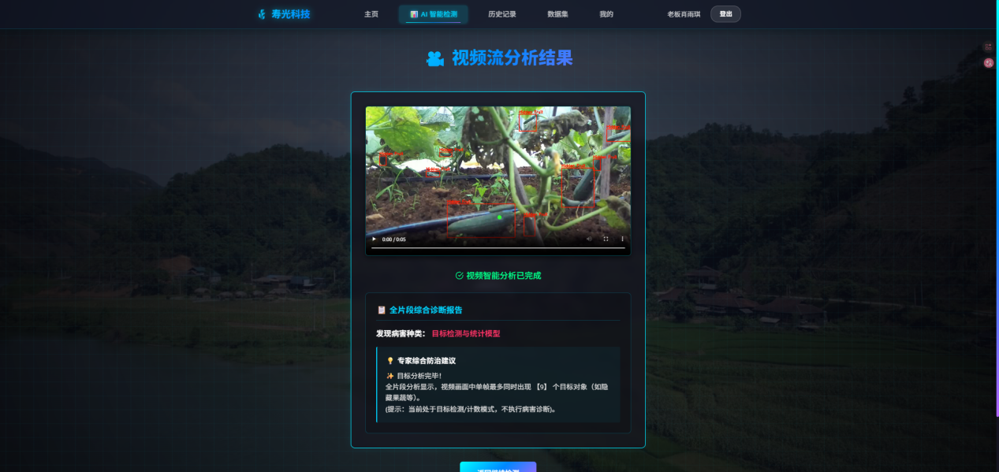 寿光科技
主页
AI 智能检测
历史记录
数据集
我的
老板肖雨琪
登出
视频流分析结果
0:00 / 0:05
视频智能分析已完成
全片段综合诊断报告
发现病害种类： 目标检测与统计模型
专家综合防治建议
目标分析完毕！
全片段分析显示，视频画面中单帧最多同时出现 【9】 个目标对象（如隐
藏果蔬等）。
(提示：当前处于目标检测/计数模式，不执行病害诊断)。